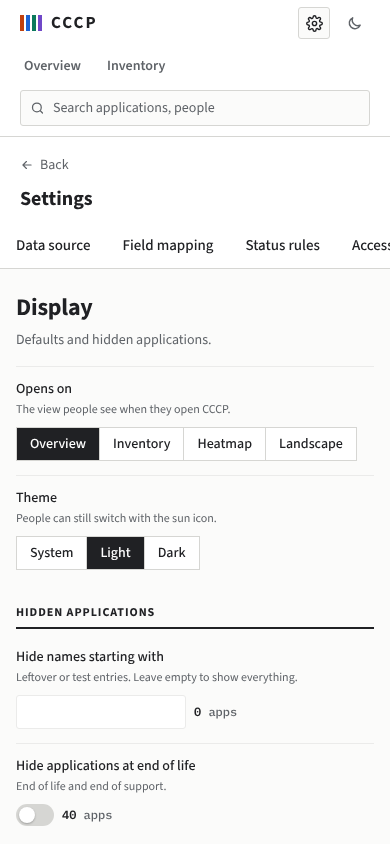 CCCP
Overview Inventory
Search applications, people
Back
Settings
Data source Field mapping Status rules Access
Display
Defaults and hidden applications.
Opens on
The view people see when they open CCCP.
Overview Inventory Heatmap Landscape
Theme
People can still switch with the sun icon.
System Light Dark
HIDDEN APPLICATIONS
Hide names starting with
Leftover or test entries. Leave empty to show everything.
0 apps
Hide applications at end of life
End of life and end of support.
40 apps